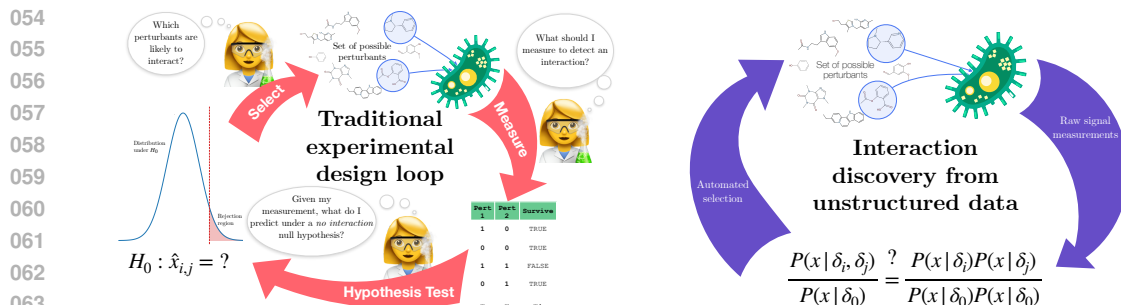 054
055
056
057
058
059
060
061
062
063
Which
perturbants are
likely to
interact?
Set of possible
perturbants
What should I
measure to detect an
interaction?
Select
Measure
Traditional
experimental
design loop
Distribution
under H₀
Rejection
region
Given my
measurement, what do I
predict under a no interaction
null hypothesis?
Pert 1 Pert 2 Survive
1 0 TRUE
0 0 TRUE
1 1 FALSE
0 1 TRUE
H₀ : x̂ᵢ,ⱼ = ?
Hypothesis Test
Set of possible
perturbants
Automated
selection
Raw signal
measurements
Interaction
discovery from
unstructured data
P(x | δᵢ, δⱼ) ? P(x | δᵢ)P(x | δⱼ)
=
P(x | δ₀) P(x | δ₀)P(x | δ₀)